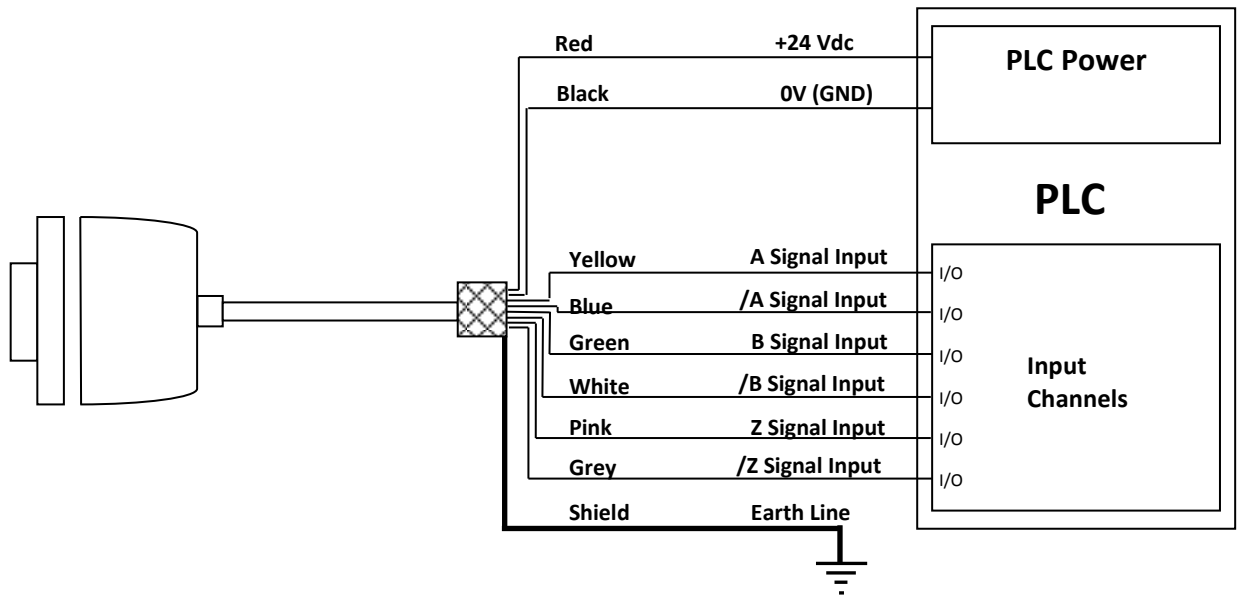 Red +24 Vdc
PLC Power
Black 0V (GND)
PLC
Yellow A Signal Input I/O
Blue /A Signal Input I/O
Green B Signal Input I/O
Input
Channels
White /B Signal Input I/O
Pink Z Signal Input I/O
Grey /Z Signal Input I/O
Shield Earth Line